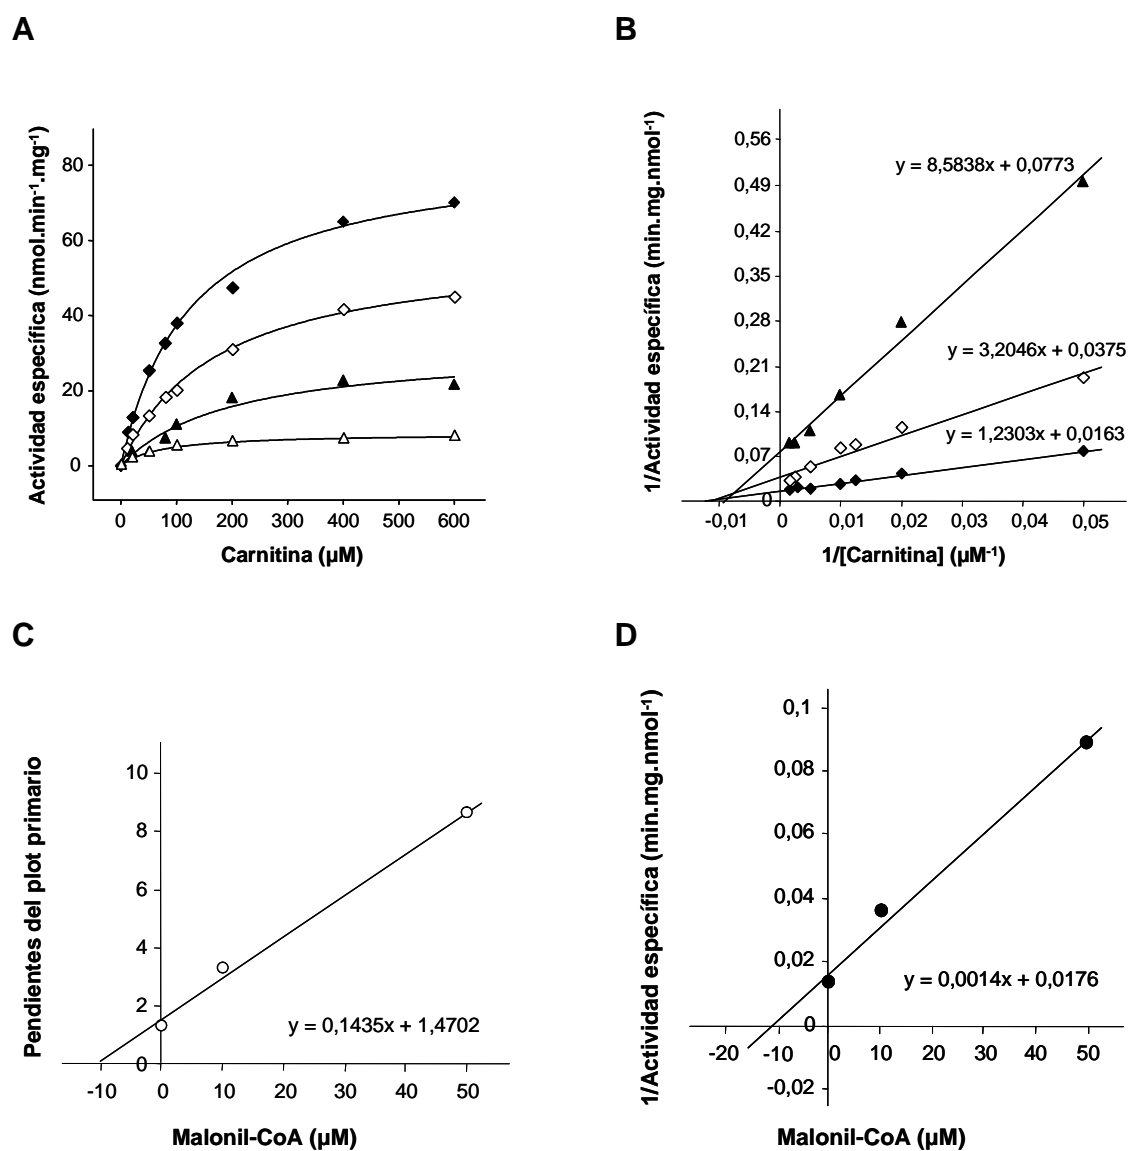 A
Actividad específica (nmol.min⁻¹.mg⁻¹)
80
60
40
20
0
0 100 200 300 400 500 600
Carnitina (µM)
B
1/Actividad específica (min.mg.nmol⁻¹)
0,56
0,49
0,42
0,35
0,28
0,21
0,14
0,07
0
y = 8,5838x + 0,0773
y = 3,2046x + 0,0375
y = 1,2303x + 0,0163
-0,01 0 0,01 0,02 0,03 0,04 0,05
1/[Carnitina] (µM⁻¹)
C
Pendientes del plot primario
10
8
6
4
2
0
y = 0,1435x + 1,4702
-10 0 10 20 30 40 50
Malonil-CoA (µM)
D
1/Actividad específica (min.mg.nmol⁻¹)
0,1
0,08
0,06
0,04
0,02
0
-0,02
y = 0,0014x + 0,0176
-20 -10 0 10 20 30 40 50
Malonil-CoA (µM)